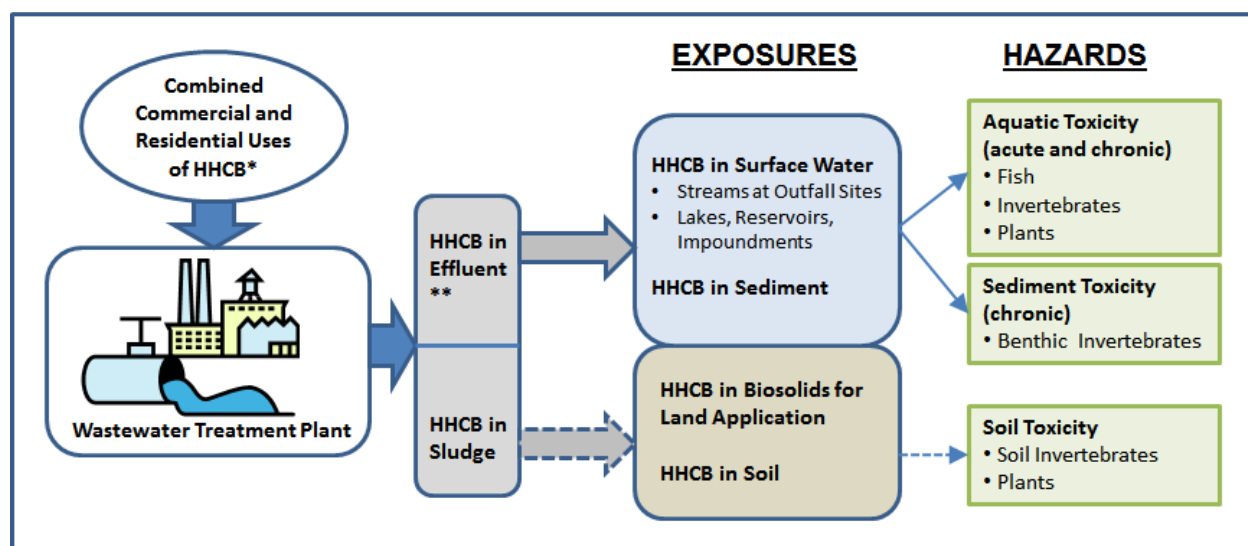 EXPOSURES
HAZARDS
Combined
Commercial and
Residential Uses
of HHCB*
Wastewater Treatment Plant
HHCB in
Effluent
**
HHCB in
Sludge
HHCB in Surface Water
• Streams at Outfall Sites
• Lakes, Reservoirs,
Impoundments
HHCB in Sediment
HHCB in Biosolids for
Land Application
HHCB in Soil
Aquatic Toxicity
(acute and chronic)
• Fish
• Invertebrates
• Plants
Sediment Toxicity
(chronic)
• Benthic Invertebrates
Soil Toxicity
• Soil Invertebrates
• Plants